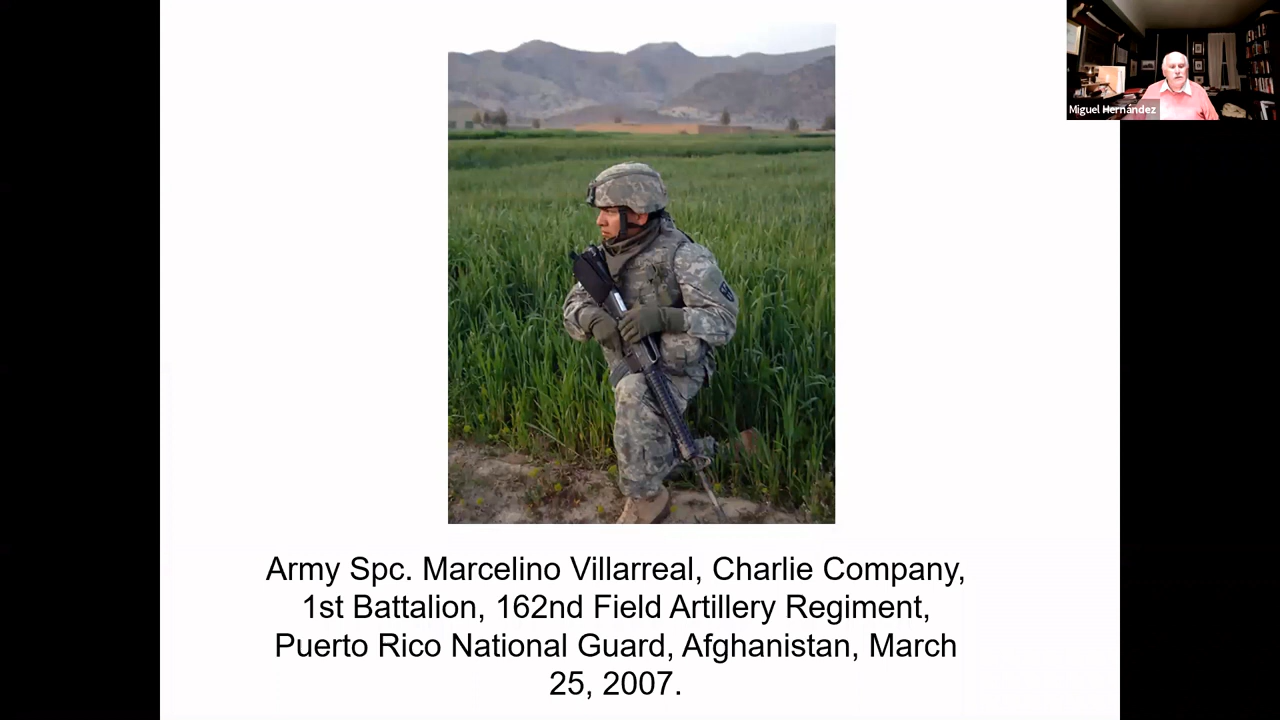 Miguel Hernández
Army Spc. Marcelino Villarreal, Charlie Company,
1st Battalion, 162nd Field Artillery Regiment,
Puerto Rico National Guard, Afghanistan, March
25, 2007.